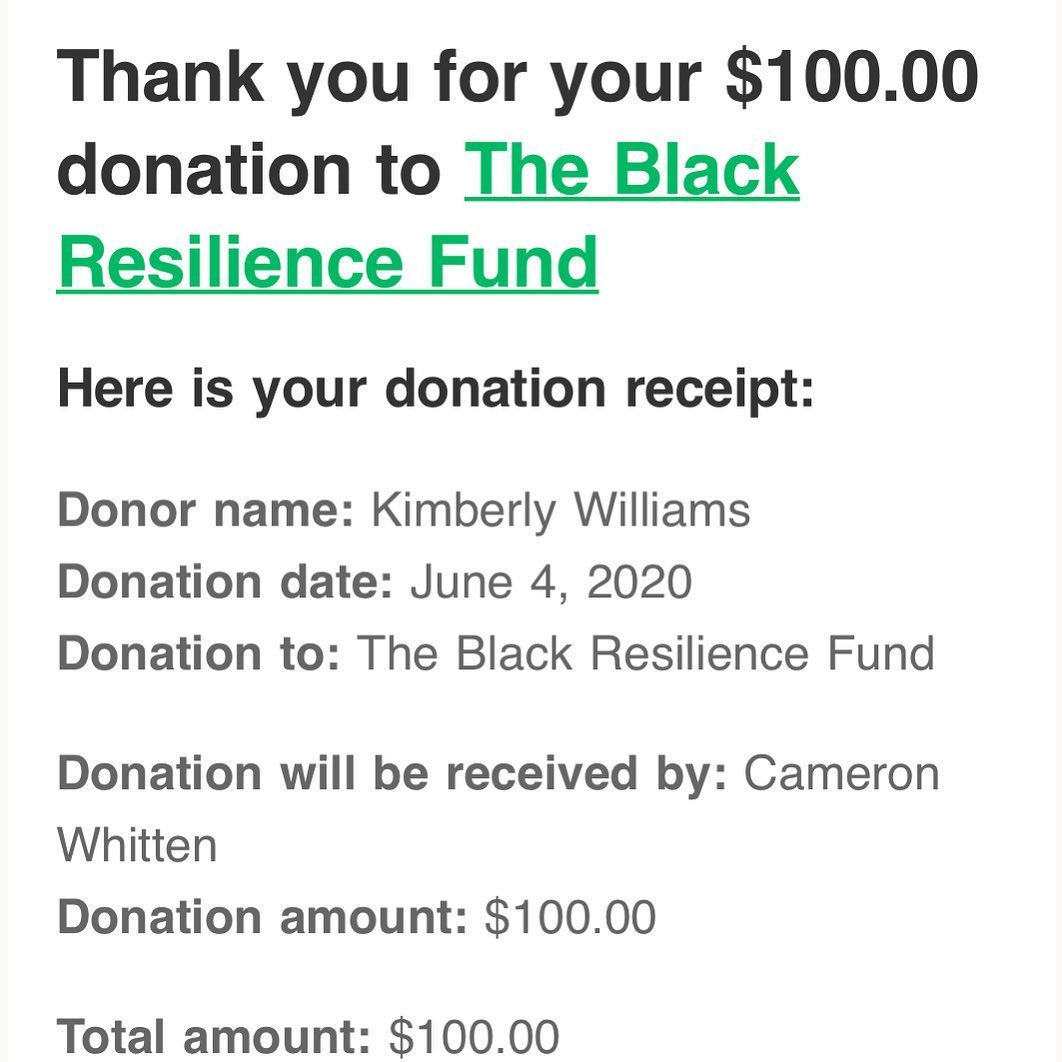 Thank you for your $100.00
donation to The Black
Resilience Fund
Here is your donation receipt:
Donor name: Kimberly Williams
Donation date: June 4, 2020
Donation to: The Black Resilience Fund
Donation will be received by: Cameron
Whitten
Donation amount: $100.00
Total amount: $100.00